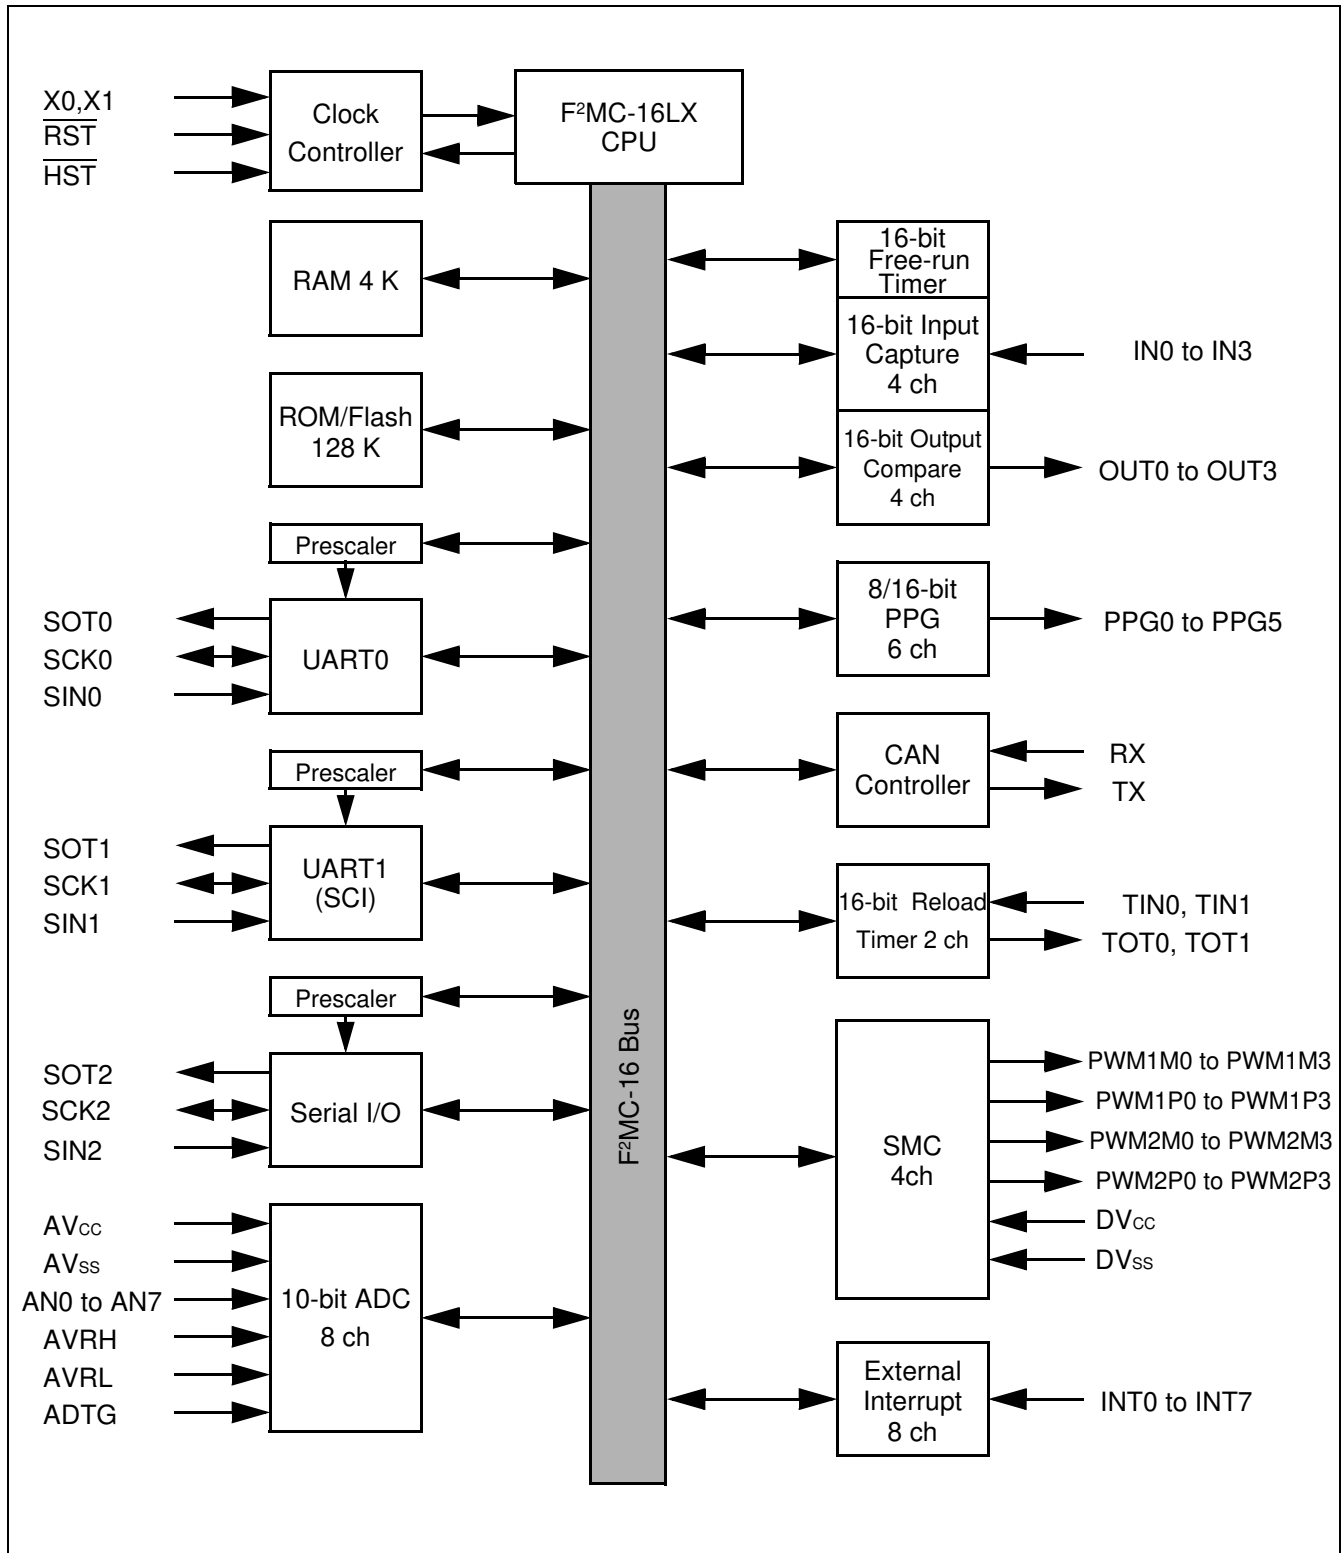 X0,X1
RST
HST
Clock
Controller
F²MC-16LX
CPU
RAM 4 K
ROM/Flash
128 K
Prescaler
SOT0
SCK0
SIN0
UART0
Prescaler
SOT1
SCK1
SIN1
UART1
(SCI)
Prescaler
SOT2
SCK2
SIN2
Serial I/O
AVCC
AVSS
AN0 to AN7
AVRH
AVRL
ADTG
10-bit ADC
8 ch
F²MC-16 Bus
16-bit
Free-run
Timer
16-bit Input
Capture
4 ch
IN0 to IN3
16-bit Output
Compare
4 ch
OUT0 to OUT3
8/16-bit
PPG
6 ch
PPG0 to PPG5
CAN
Controller
RX
TX
16-bit Reload
Timer 2 ch
TIN0, TIN1
TOT0, TOT1
SMC
4ch
PWM1M0 to PWM1M3
PWM1P0 to PWM1P3
PWM2M0 to PWM2M3
PWM2P0 to PWM2P3
DVCC
DVSS
External
Interrupt
8 ch
INT0 to INT7